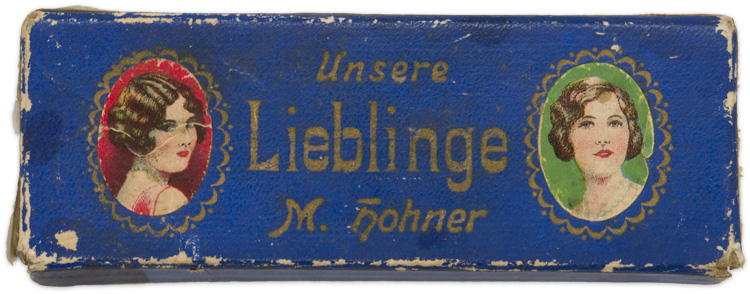 Unsere
Lieblinge
M. Hohner